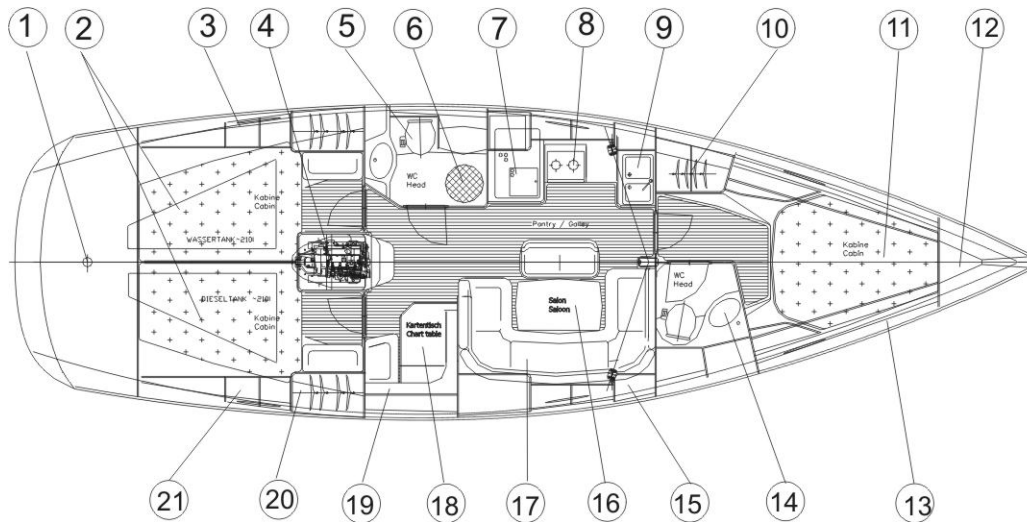 1
2
3
4
5
6
7
8
9
10
11
12
Kabine
Cabin
WASSERTANK ~210l
WC
Head
Pantry / Galley
Kabine
Cabin
DIESELTANK ~210l
Kabine
Cabin
Kartentisch
Chart table
Salon
Saloon
WC
Head
21
20
19
18
17
16
15
14
13